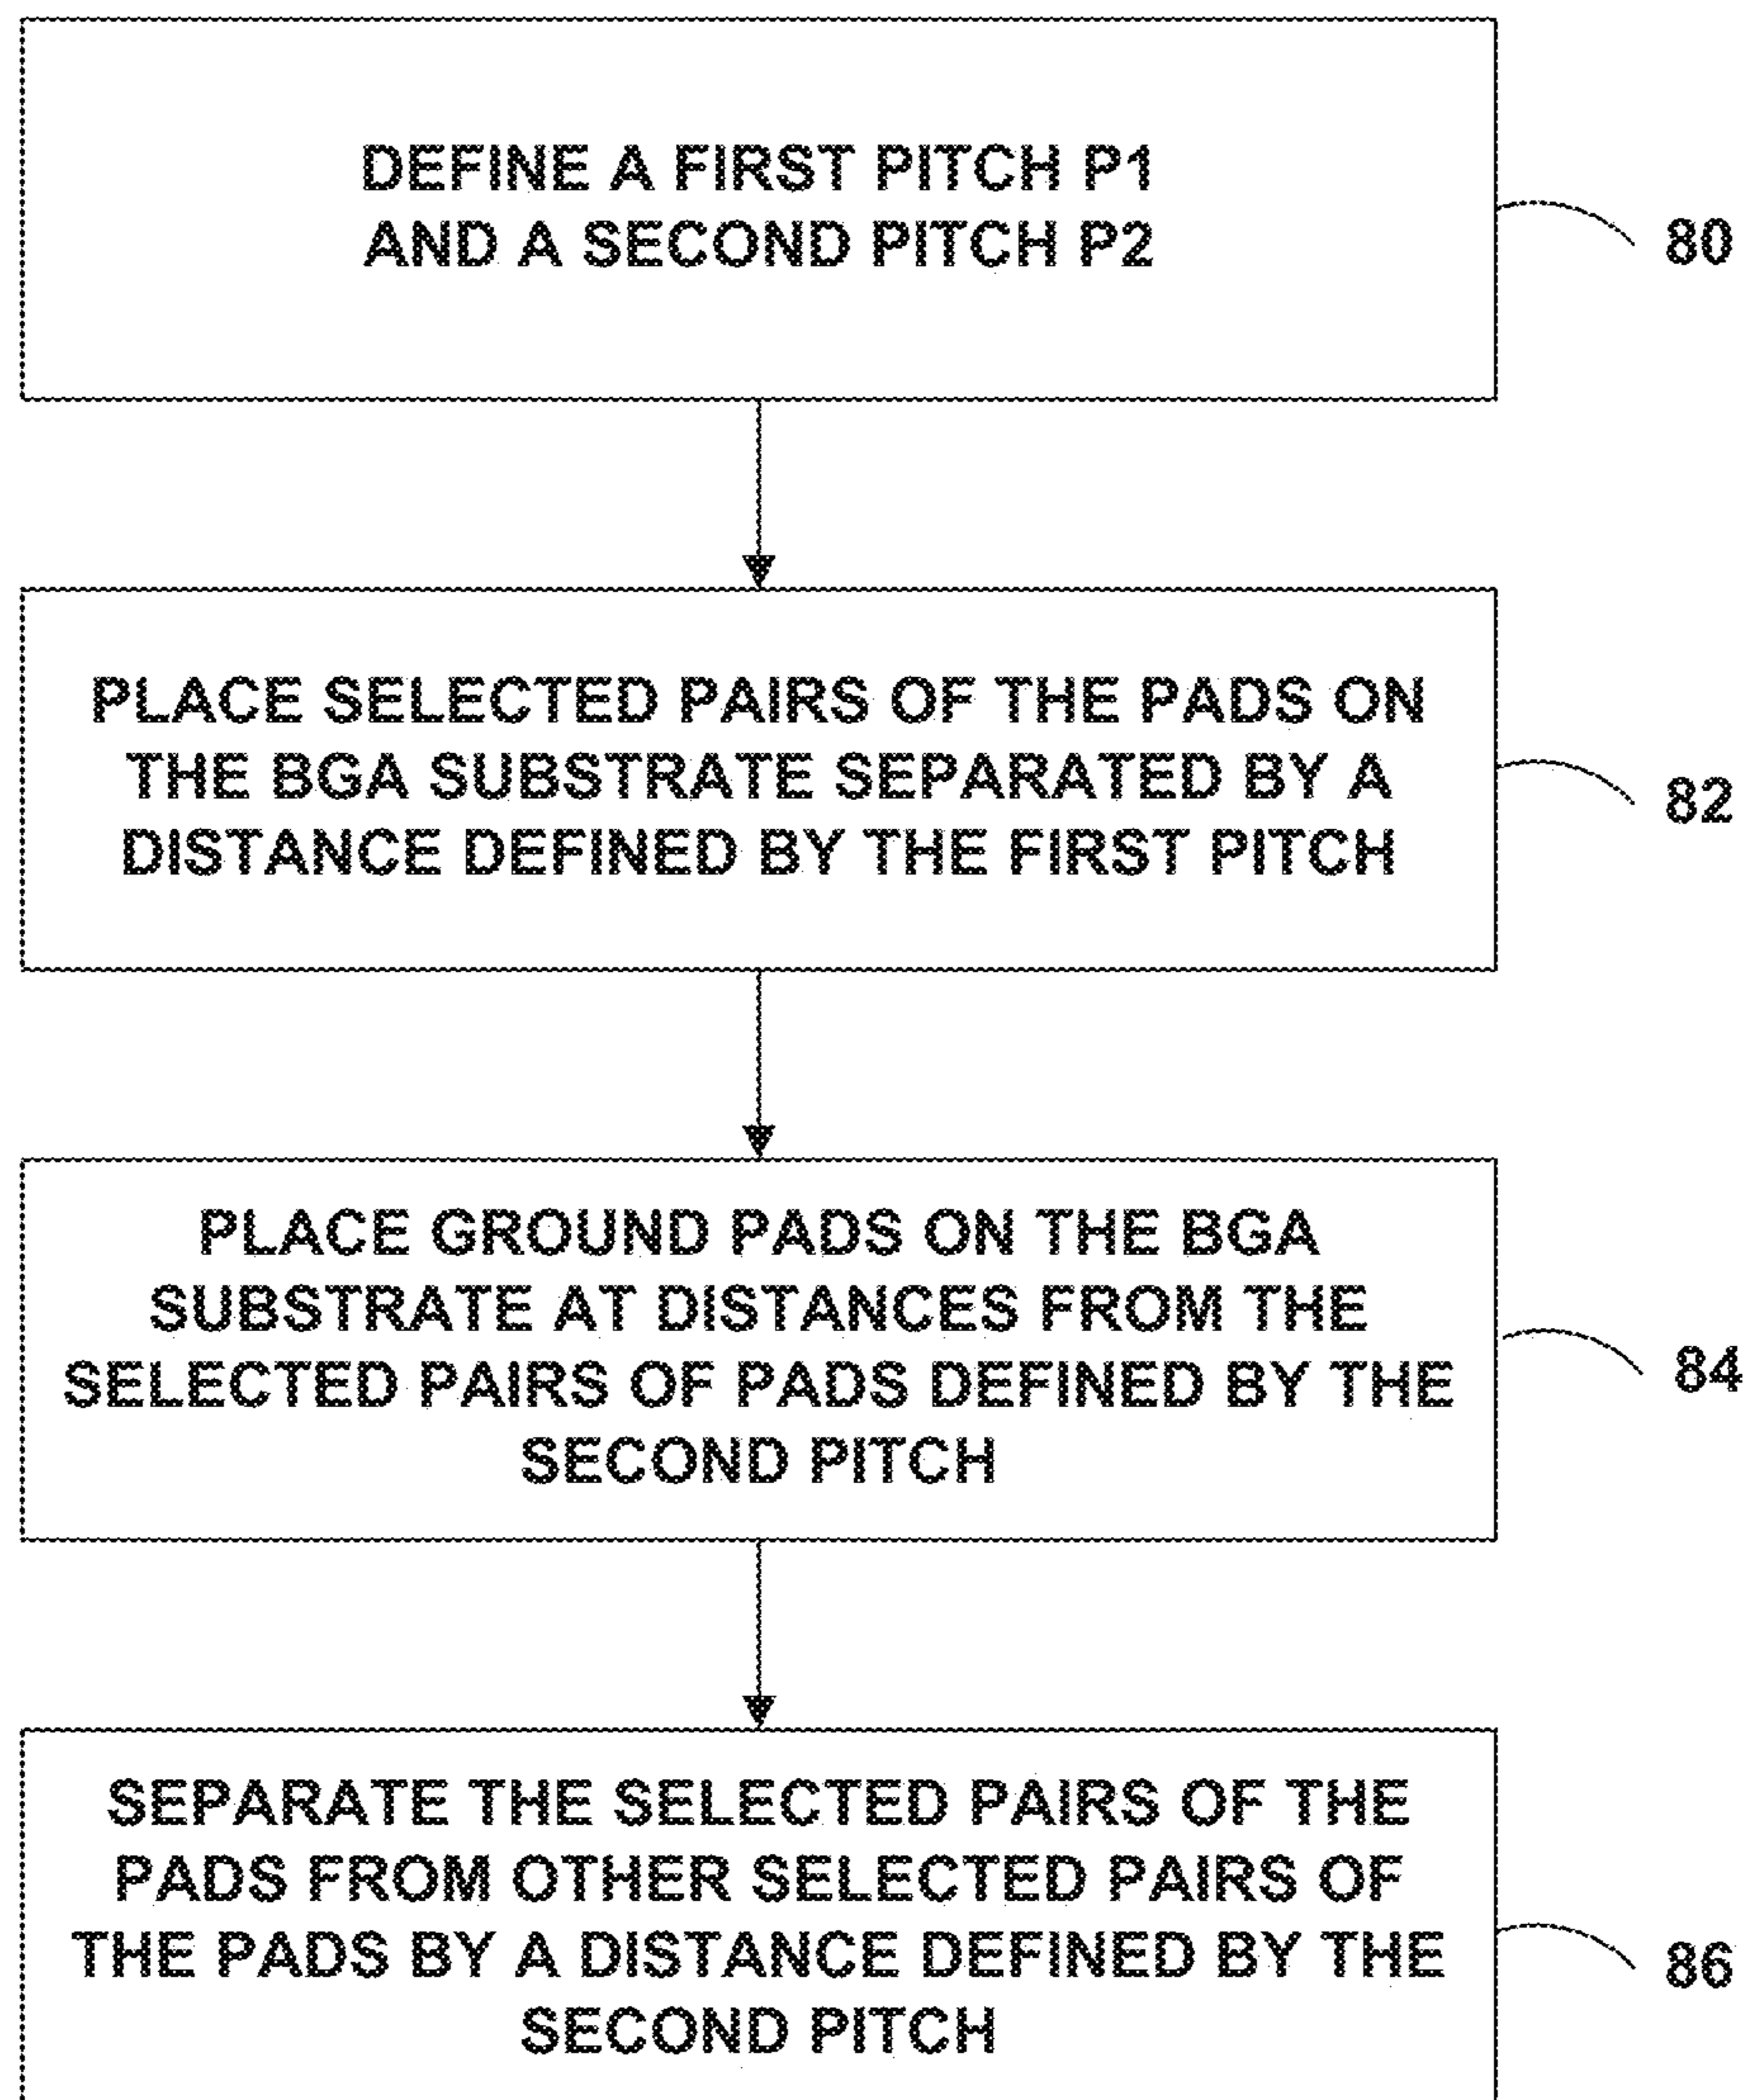 DEFINE A FIRST PITCH P1
AND A SECOND PITCH P2
80
PLACE SELECTED PAIRS OF THE PADS ON
THE BGA SUBSTRATE SEPARATED BY A
DISTANCE DEFINED BY THE FIRST PITCH
82
PLACE GROUND PADS ON THE BGA
SUBSTRATE AT DISTANCES FROM THE
SELECTED PAIRS OF PADS DEFINED BY THE
SECOND PITCH
84
SEPARATE THE SELECTED PAIRS OF THE
PADS FROM OTHER SELECTED PAIRS OF
THE PADS BY A DISTANCE DEFINED BY THE
SECOND PITCH
86